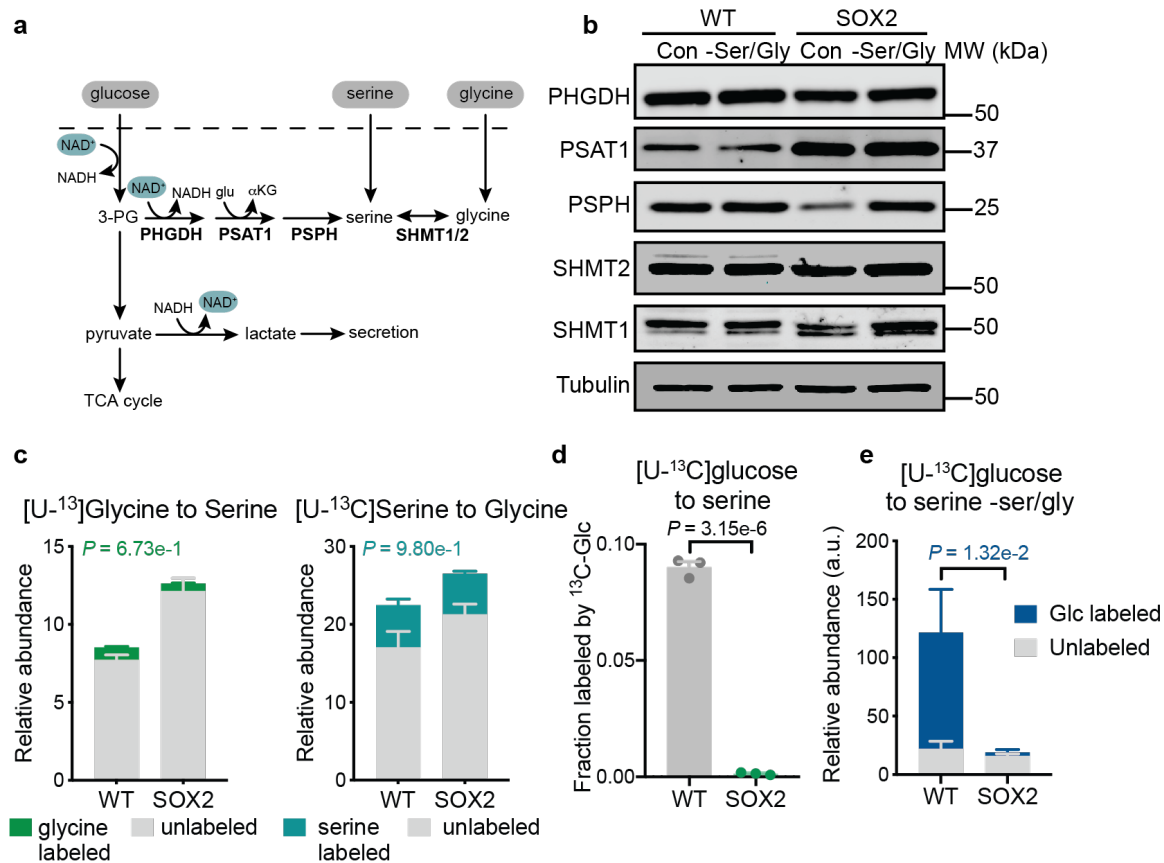 a
glucose
serine
glycine
NAD⁺
NADH
NAD⁺
NADH
glu
αKG
3-PG
serine
glycine
PHGDH
PSAT1
PSPH
SHMT1/2
NADH
NAD⁺
pyruvate
lactate
secretion
TCA cycle
b
WT
SOX2
Con -Ser/Gly Con -Ser/Gly MW (kDa)
PHGDH
50
PSAT1
37
PSPH
25
SHMT2
50
SHMT1
50
Tubulin
50
c
[U-¹³]Glycine to Serine
P = 6.73e-1
Relative abundance
15
10
5
0
WT SOX2
glycine labeled
unlabeled
[U-¹³C]Serine to Glycine
P = 9.80e-1
Relative abundance
30
20
10
0
WT SOX2
serine labeled
unlabeled
d
[U-¹³C]glucose
to serine
P = 3.15e-6
Fraction labeled by ¹³C-Glc
0.10
0.05
0.00
WT SOX2
e
[U-¹³C]glucose
to serine -ser/gly
P = 1.32e-2
Relative abundance (a.u.)
200
150
100
50
0
WT SOX2
Glc labeled
Unlabeled